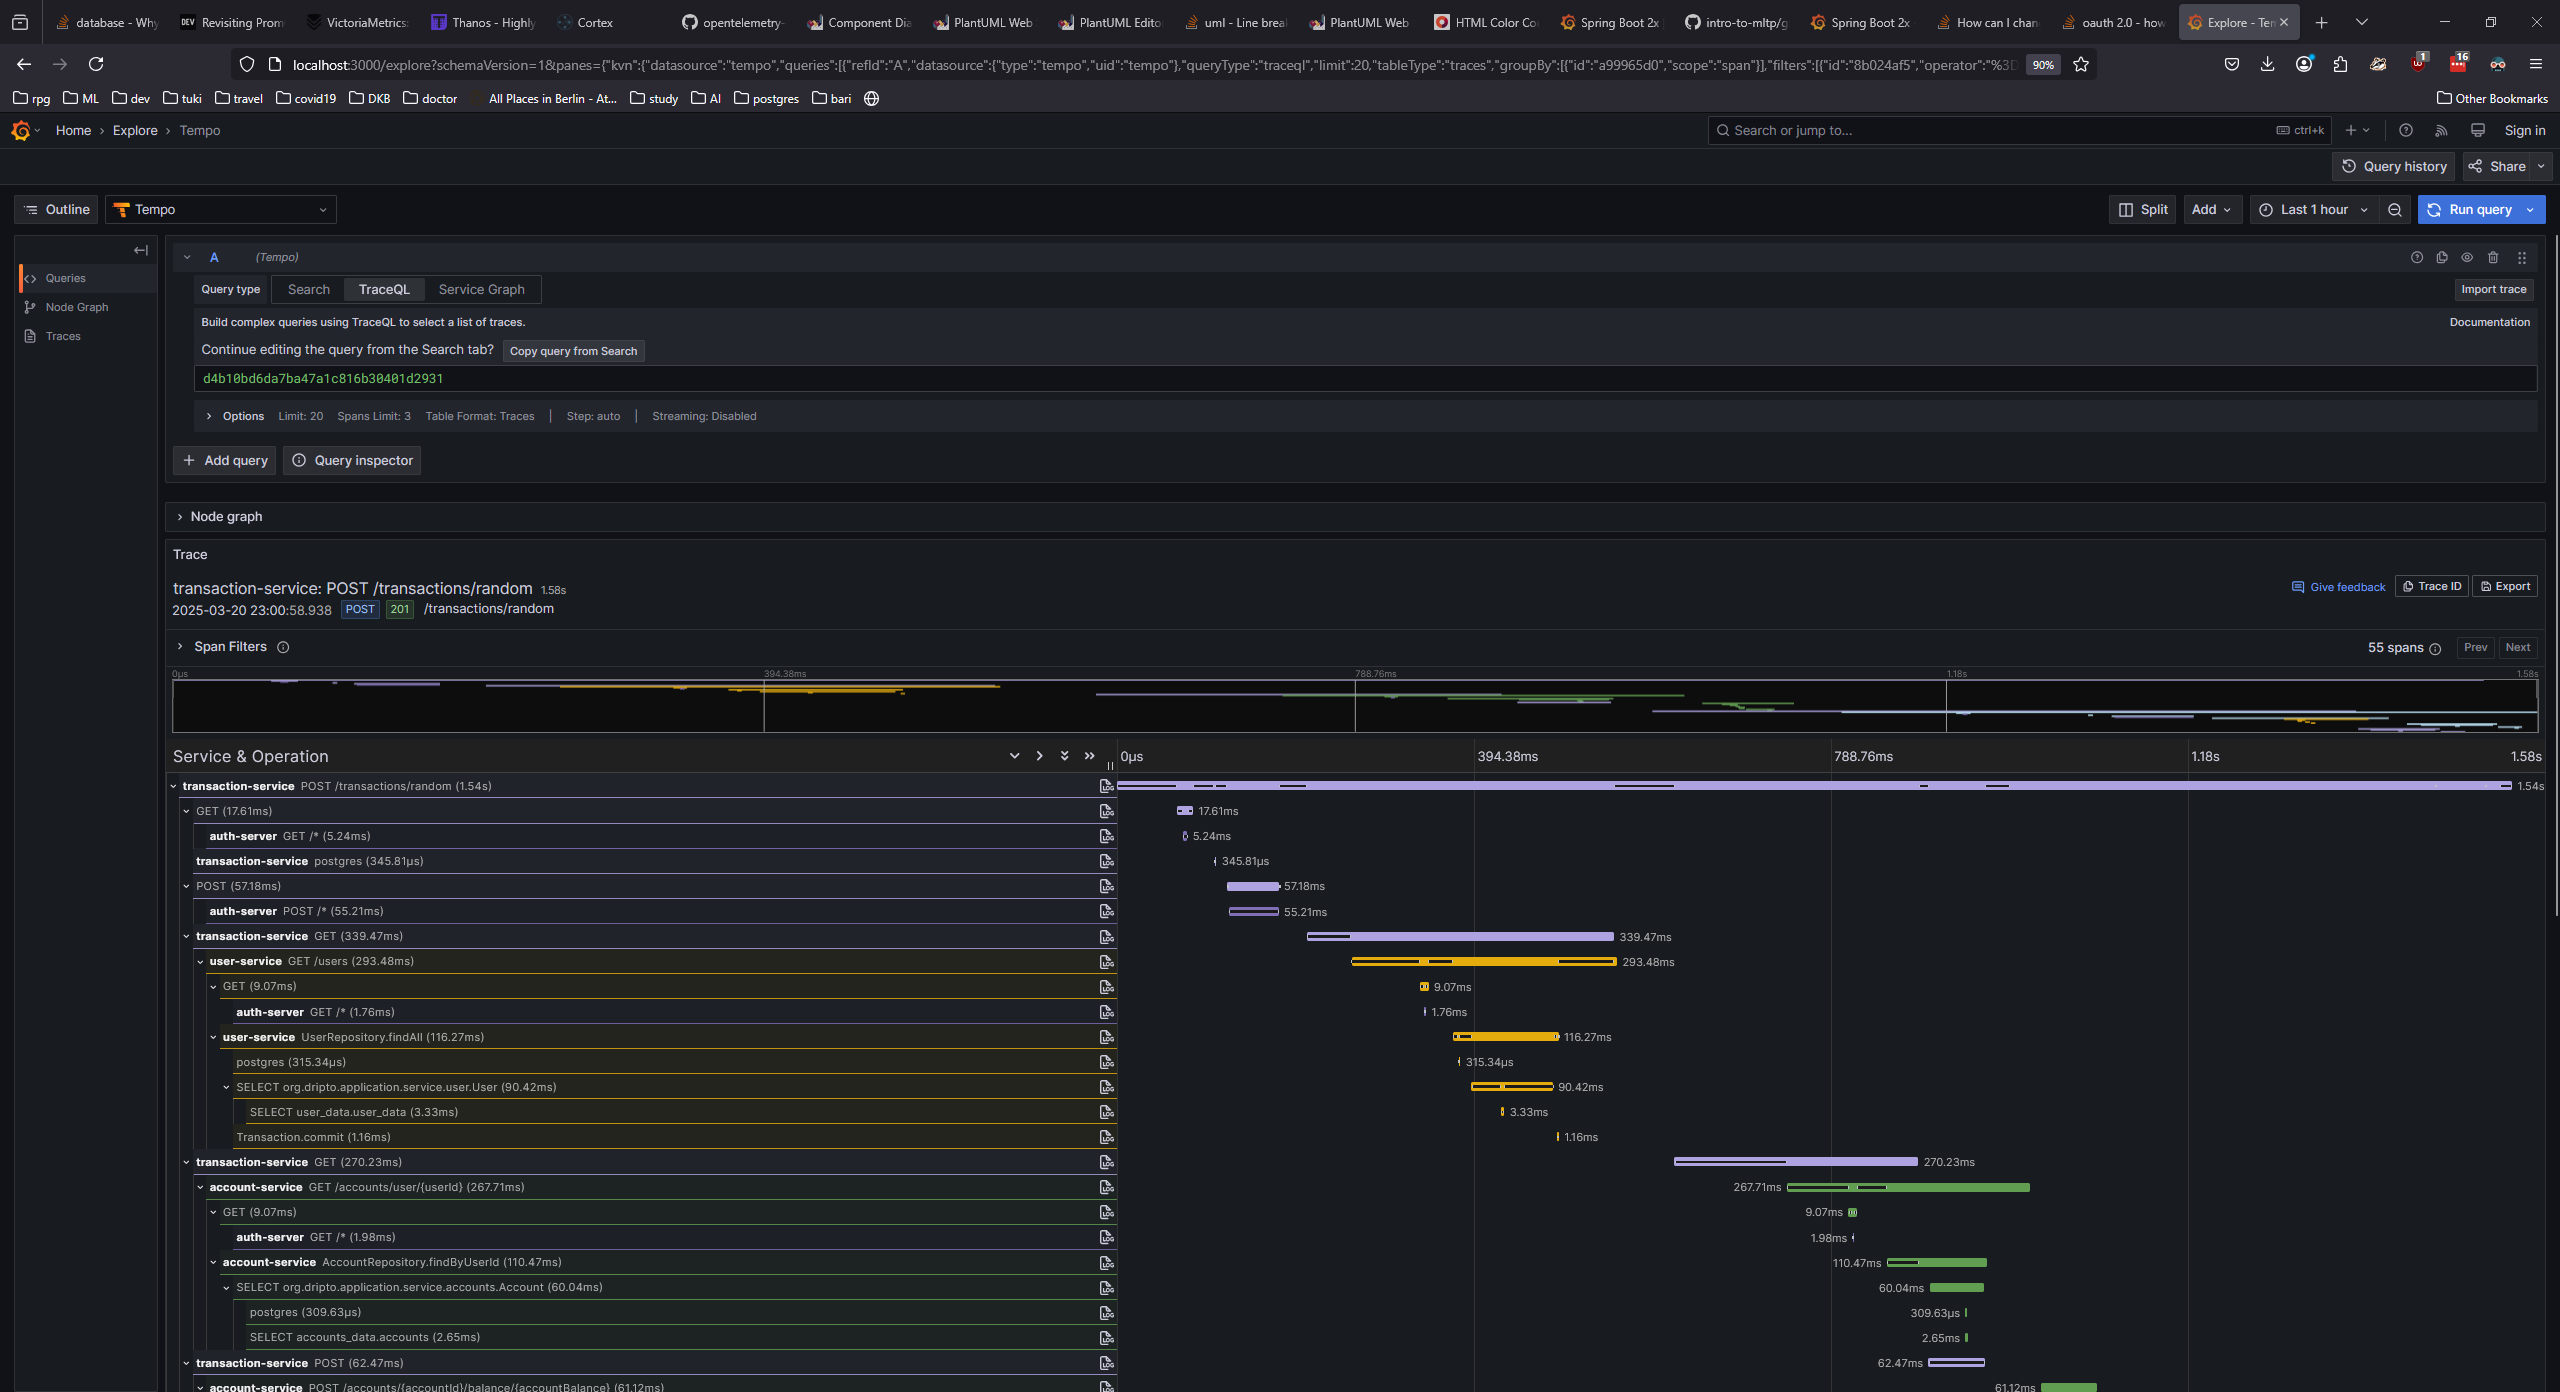 database - Why
Revisiting Prom
VictoriaMetrics:
Thanos - Highly
Cortex
opentelemetry-
Component Dia
PlantUML Web
PlantUML Edito
uml - Line break
PlantUML Web
HTML Color Co
Spring Boot 2x
intro-to-mltp/g
Spring Boot 2x
How can I chan
oauth 2.0 - how
Explore - Tem
localhost:3000/explore?schemaVersion=1&panes={"kvn":{"datasource":"tempo","queries":[{"refId":"A","datasource":{"type":"tempo","uid":"tempo"},"queryType":"traceql","limit":20,"tableType":"traces","groupBy":[{"id":"a99965d0","scope":"span"}],"filters":[{"id":"8b024af5","operator":"%3D
90%
1
16
rpg ML dev tuki travel covid19 DKB doctor All Places in Berlin - At... study AI postgres bari
Other Bookmarks
Home › Explore › Tempo
Search or jump to...
ctrl+k
Sign in
Query history
Share
Outline
Tempo
Split
Add
Last 1 hour
Run query
Queries
Node Graph
Traces
A (Tempo)
Query type Search TraceQL Service Graph
Import trace
Build complex queries using TraceQL to select a list of traces.
Documentation
Continue editing the query from the Search tab? Copy query from Search
d4b10bd6da7ba47a1c816b30401d2931
Options Limit: 20 Spans Limit: 3 Table Format: Traces | Step: auto | Streaming: Disabled
+ Add query
Query inspector
Node graph
Trace
transaction-service: POST /transactions/random 1.58s
2025-03-20 23:00:58.938 POST 201 /transactions/random
Give feedback
Trace ID
Export
Span Filters
55 spans
Prev
Next
0µs 394.38ms 788.76ms 1.18s 1.58s
Service & Operation
0µs 394.38ms 788.76ms 1.18s 1.58s
transaction-service POST /transactions/random (1.54s) 1.54s
GET (17.61ms) 17.61ms
auth-server GET /* (5.24ms) 5.24ms
transaction-service postgres (345.81µs) 345.81µs
POST (57.18ms) 57.18ms
auth-server POST /* (55.21ms) 55.21ms
transaction-service GET (339.47ms) 339.47ms
user-service GET /users (293.48ms) 293.48ms
GET (9.07ms) 9.07ms
auth-server GET /* (1.76ms) 1.76ms
user-service UserRepository.findAll (116.27ms) 116.27ms
postgres (315.34µs) 315.34µs
SELECT org.dripto.application.service.user.User (90.42ms) 90.42ms
SELECT user_data.user_data (3.33ms) 3.33ms
Transaction.commit (1.16ms) 1.16ms
transaction-service GET (270.23ms) 270.23ms
account-service GET /accounts/user/{userId} (267.71ms) 267.71ms
GET (9.07ms) 9.07ms
auth-server GET /* (1.98ms) 1.98ms
account-service AccountRepository.findByUserId (110.47ms) 110.47ms
SELECT org.dripto.application.service.accounts.Account (60.04ms) 60.04ms
postgres (309.63µs) 309.63µs
SELECT accounts_data.accounts (2.65ms) 2.65ms
transaction-service POST (62.47ms) 62.47ms
account-service POST /accounts/{accountId}/balance/{accountBalance} (61.12ms) 61.12ms